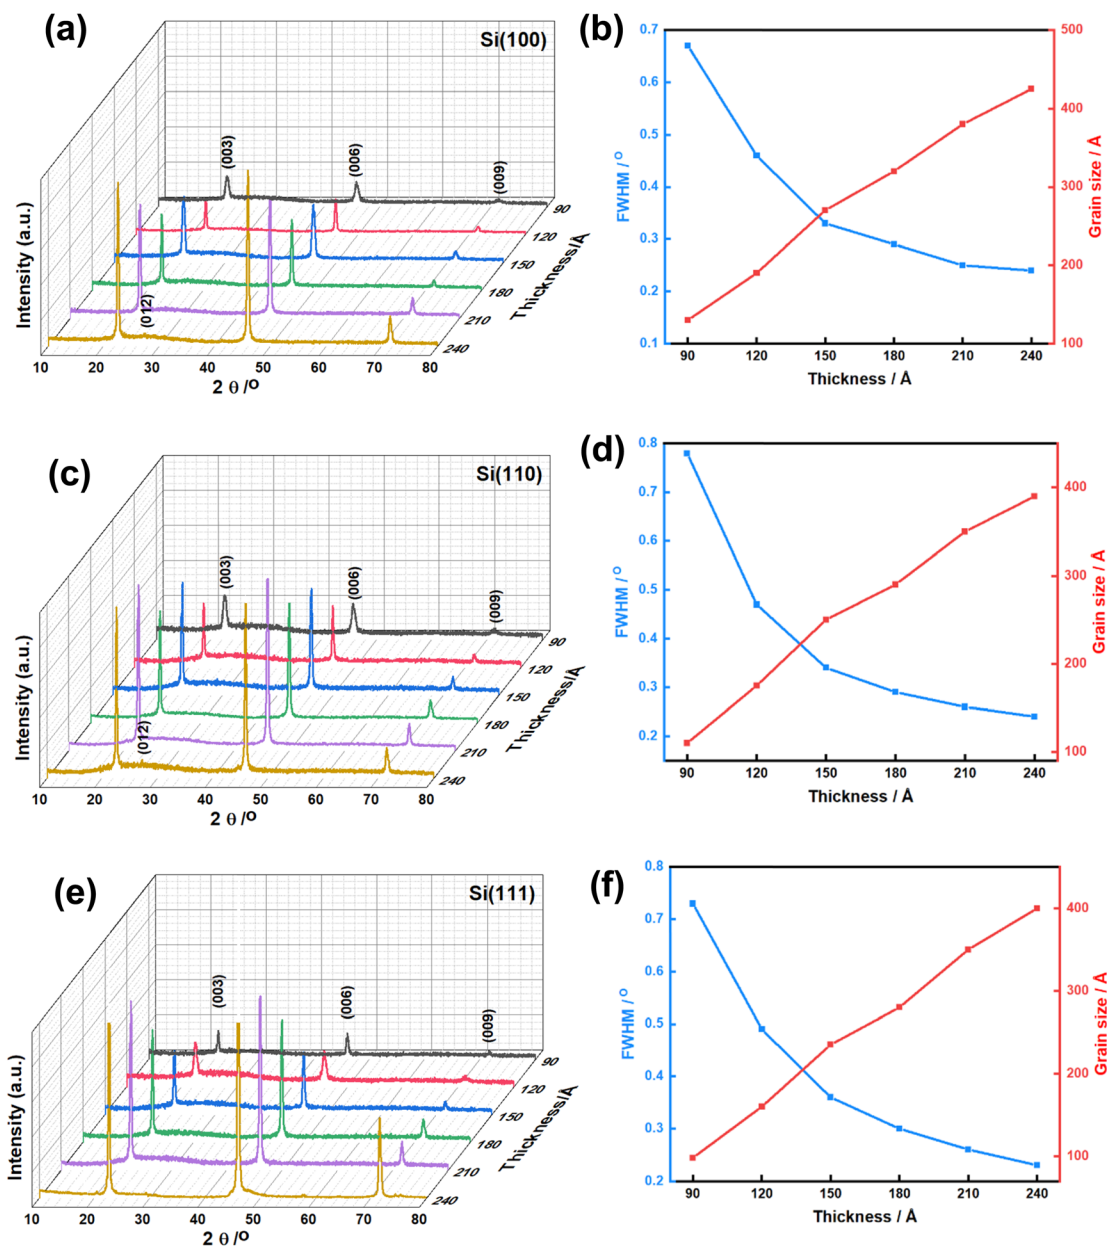 (a)
Si(100)
(003)
(006)
(009)
(012)
Intensity (a.u.)
90
120
150
180
210
240
Thickness/Å
10 20 30 40 50 60 70 80
2 θ /O
(b)
0.7
0.6
0.5
0.4
0.3
0.2
0.1
FWHM / O
500
400
300
200
100
Grain size / Å
90 120 150 180 210 240
Thickness / Å
(c)
Si(110)
(003)
(006)
(009)
(012)
Intensity (a.u.)
90
120
150
180
210
240
Thickness/Å
10 20 30 40 50 60 70 80
2 θ /O
(d)
0.8
0.7
0.6
0.5
0.4
0.3
0.2
FWHM / O
400
300
200
100
Grain size / Å
90 120 150 180 210 240
Thickness / Å
(e)
Si(111)
(003)
(006)
(009)
Intensity (a.u.)
90
120
150
180
210
240
Thickness/Å
10 20 30 40 50 60 70 80
2 θ /O
(f)
0.8
0.7
0.6
0.5
0.4
0.3
0.2
FWHM / O
400
300
200
100
Grain size / Å
90 120 150 180 210 240
Thickness / Å